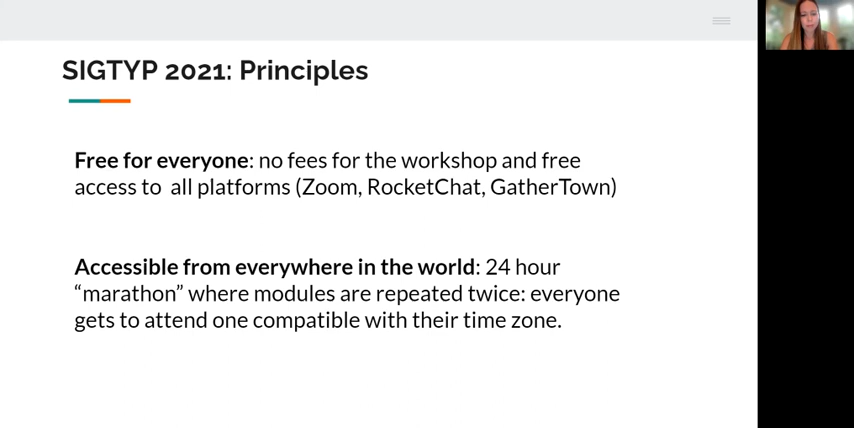 SIGTYP 2021: Principles
Free for everyone: no fees for the workshop and free
access to all platforms (Zoom, RocketChat, GatherTown)
Accessible from everywhere in the world: 24 hour
“marathon” where modules are repeated twice: everyone
gets to attend one compatible with their time zone.